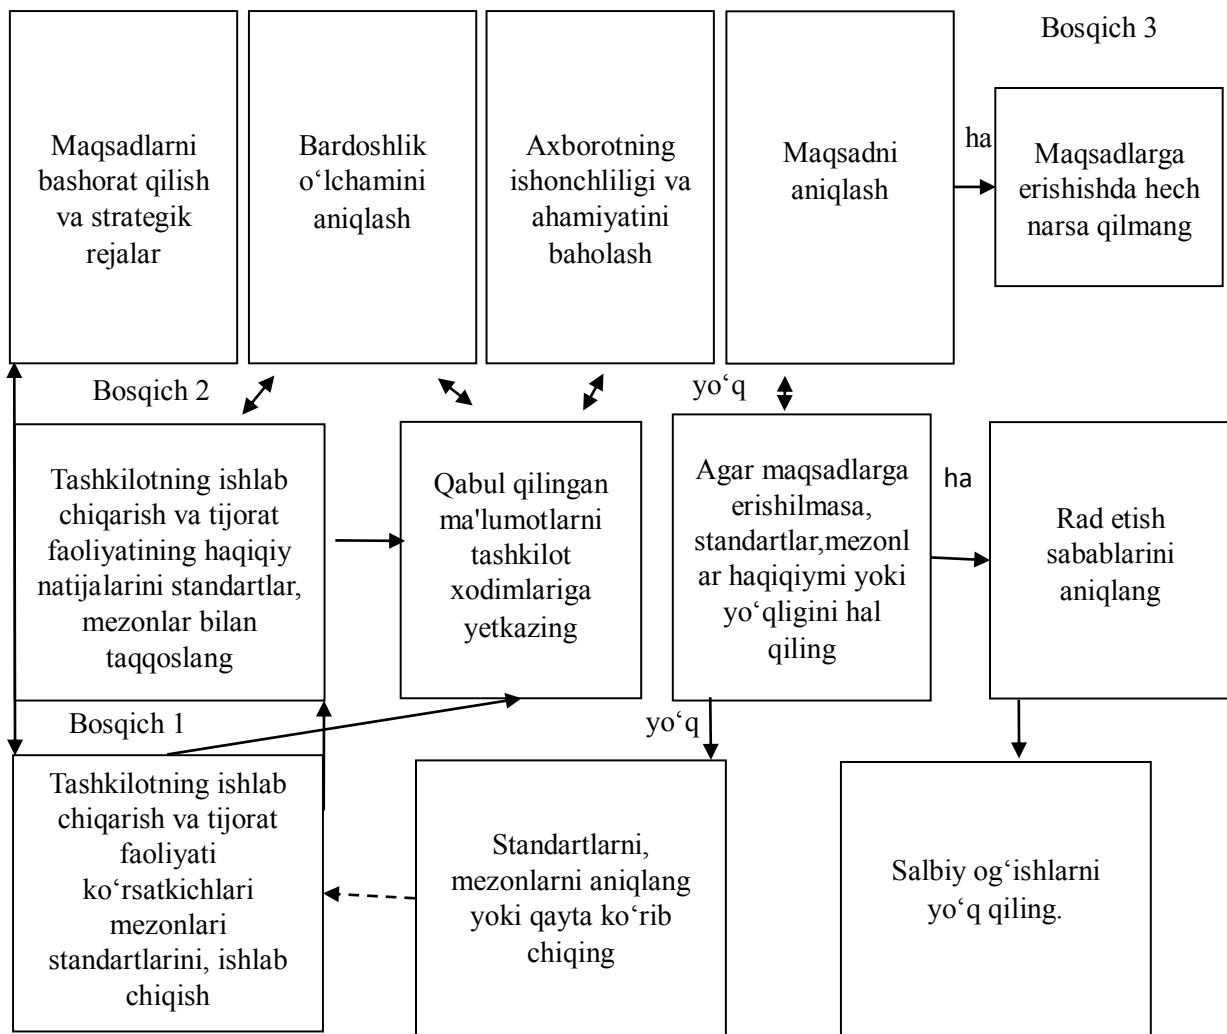 Bosqich 3
Maqsadlarni
bashorat qilish
va strategik
rejalar
Bardoshlik
o‘lchamini
aniqlash
Axborotning
ishonchliligi va
ahamiyatini
baholash
Maqsadni
aniqlash
ha
Maqsadlarga
erishishda hech
narsa qilmang
Bosqich 2
yo‘q
Tashkilotning ishlab
chiqarish va tijorat
faoliyatining haqiqiy
natijalarini standartlar,
mezonlar bilan
taqqoslang
Qabul qilingan
ma'lumotlarni
tashkilot
xodimlariga
yetkazing
Agar maqsadlarga
erishilmasa,
standartlar,mezonl
ar haqiqiymi yoki
yo‘qligini hal
qiling
ha
Rad etish
sabablarini
aniqlang
Bosqich 1
yo‘q
Tashkilotning ishlab
chiqarish va tijorat
faoliyati
ko‘rsatkichlari
mezonlari
standartlarini, ishlab
chiqish
Standartlarni,
mezonlarni aniqlang
yoki qayta ko‘rib
chiqing
Salbiy og‘ishlarni
yo‘q qiling.